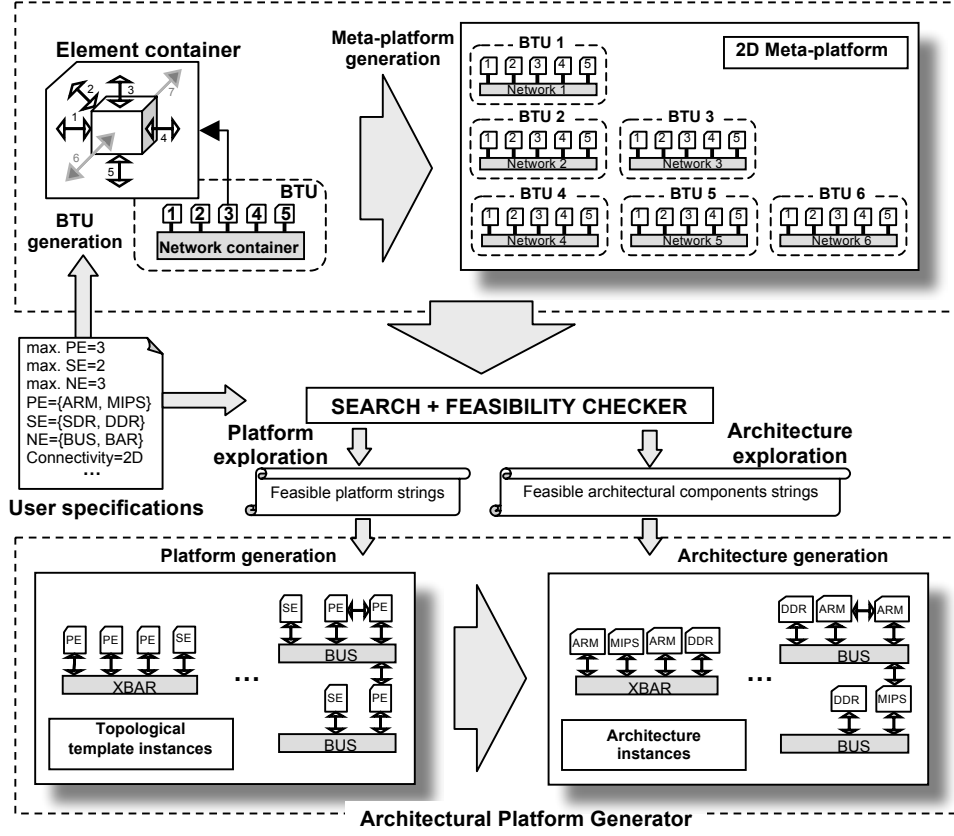 Element container
Meta-platform
generation
2D Meta-platform
BTU 1
1 2 3 4 5
Network 1
BTU 2
1 2 3 4 5
Network 2
BTU 3
1 2 3 4 5
Network 3
BTU 4
1 2 3 4 5
Network 4
BTU 5
1 2 3 4 5
Network 5
BTU 6
1 2 3 4 5
Network 6
1
2
3
4
5
6
7
BTU
generation
BTU
1 2 3 4 5
Network container
max. PE=3
max. SE=2
max. NE=3
PE={ARM, MIPS}
SE={SDR, DDR}
NE={BUS, BAR}
Connectivity=2D
...
User specifications
SEARCH + FEASIBILITY CHECKER
Platform
exploration
Architecture
exploration
Feasible platform strings
Feasible architectural components strings
Platform generation
Architecture generation
PE PE PE SE
XBAR
...
SE PE PE
BUS
SE PE
BUS
Topological
template instances
ARM MIPS ARM DDR
XBAR
...
DDR ARM ARM
BUS
DDR MIPS
BUS
Architecture
instances
Architectural Platform Generator